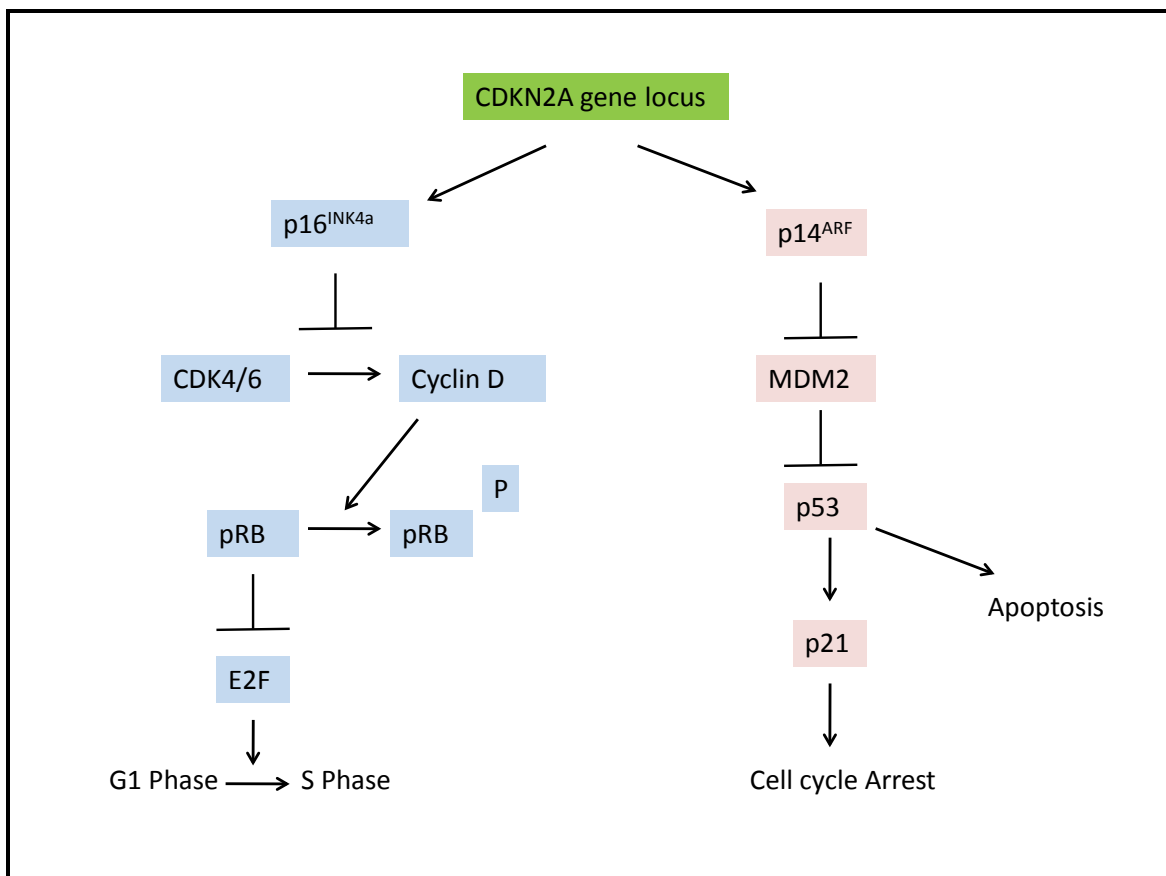 CDKN2A gene locus
p16INK4a
p14ARF
CDK4/6
Cyclin D
MDM2
P
pRB
pRB
p53
Apoptosis
p21
E2F
G1 Phase
S Phase
Cell cycle Arrest